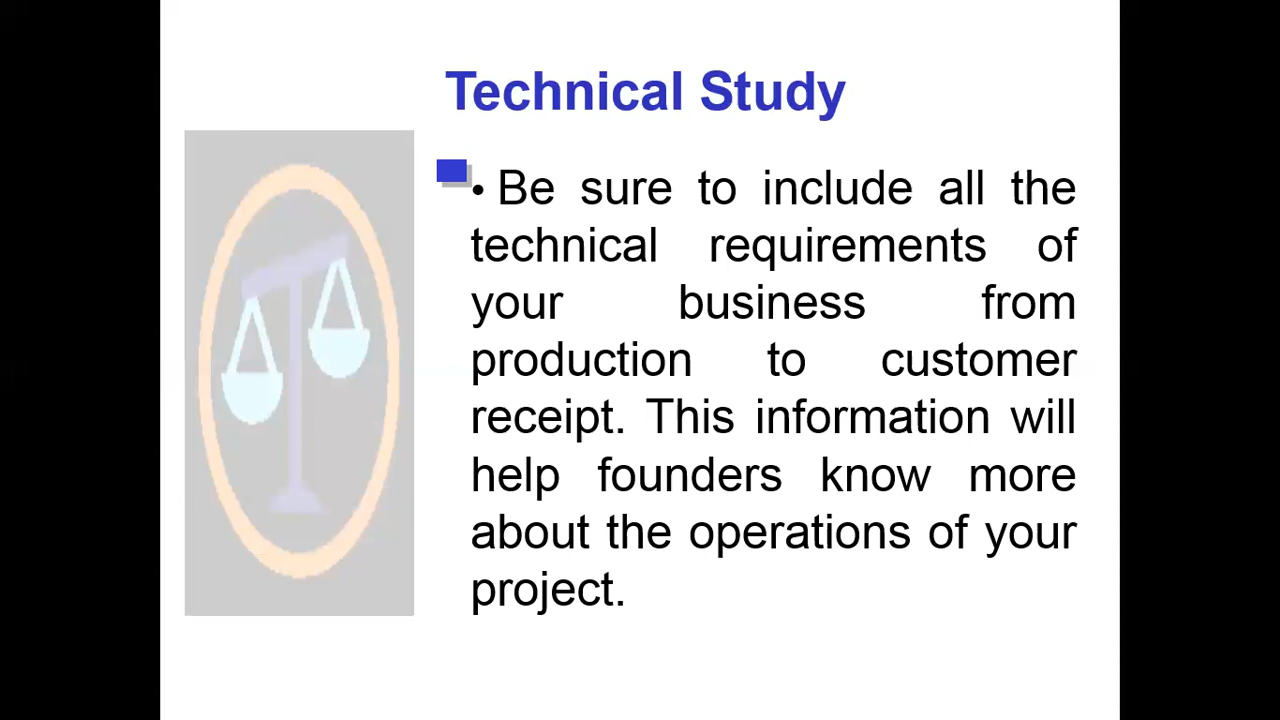 Technical Study
• Be sure to include all the
technical requirements of
your business from
production to customer
receipt. This information will
help founders know more
about the operations of your
project.